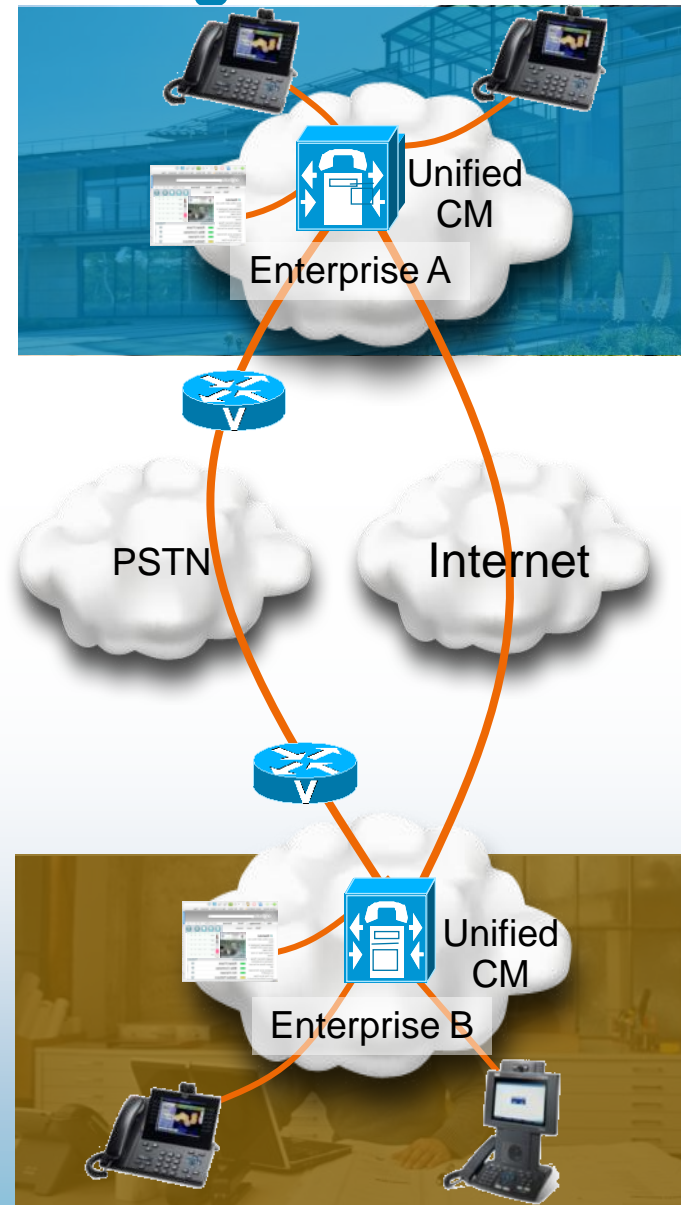 Unified
CM
Enterprise A
V
PSTN
Internet
V
Unified
CM
Enterprise B